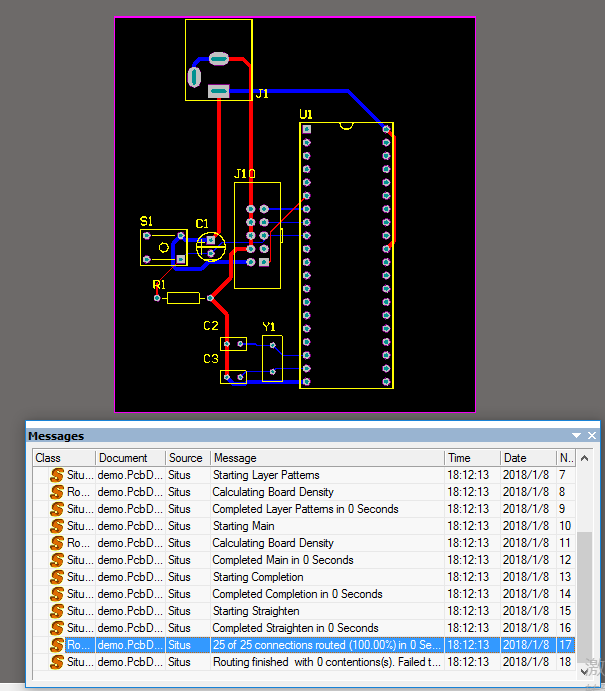 J1
U1
J10
S1
C1
R1
C2
Y1
C3
Messages
Class Document Source Message Time Date N..
Situ... demo.PcbD... Situs Starting Layer Patterns 18:12:13 2018/1/8 7
Ro... demo.PcbD... Situs Calculating Board Density 18:12:13 2018/1/8 8
Situ... demo.PcbD... Situs Completed Layer Patterns in 0 Seconds 18:12:13 2018/1/8 9
Situ... demo.PcbD... Situs Starting Main 18:12:13 2018/1/8 10
Ro... demo.PcbD... Situs Calculating Board Density 18:12:13 2018/1/8 11
Situ... demo.PcbD... Situs Completed Main in 0 Seconds 18:12:13 2018/1/8 12
Situ... demo.PcbD... Situs Starting Completion 18:12:13 2018/1/8 13
Situ... demo.PcbD... Situs Completed Completion in 0 Seconds 18:12:13 2018/1/8 14
Situ... demo.PcbD... Situs Starting Straighten 18:12:13 2018/1/8 15
Situ... demo.PcbD... Situs Completed Straighten in 0 Seconds 18:12:13 2018/1/8 16
Ro... demo.PcbD... Situs 25 of 25 connections routed (100.00%) in 0 Se... 18:12:13 2018/1/8 17
Situ... demo.PcbD... Situs Routing finished with 0 contentions(s). Failed t... 18:12:13 2018/1/8 18
激